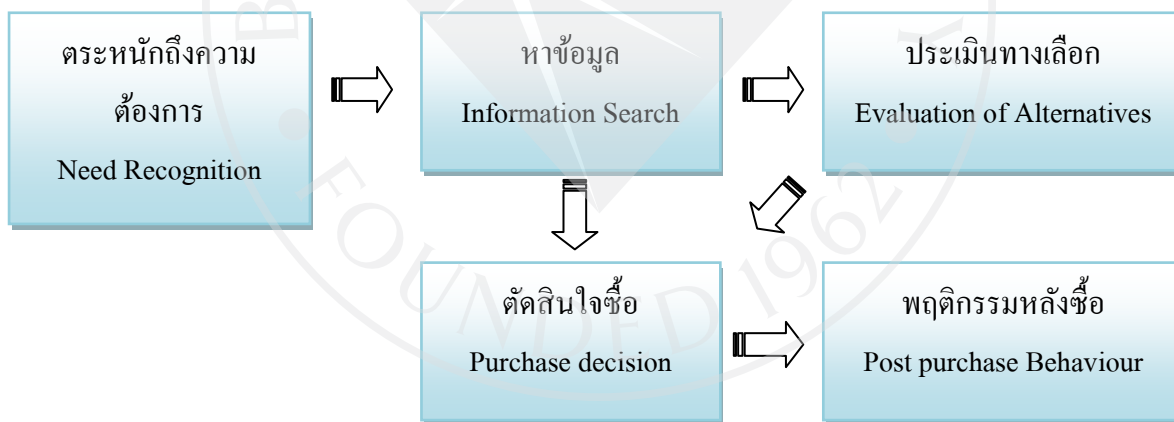 ตระหนักถึงความ
ต้องการ
Need Recognition
หาข้อมูล
Information Search
ประเมินทางเลือก
Evaluation of Alternatives
ตัดสินใจซื้อ
Purchase decision
พฤติกรรมหลังซื้อ
Post purchase Behaviour
FOUNDED 1962